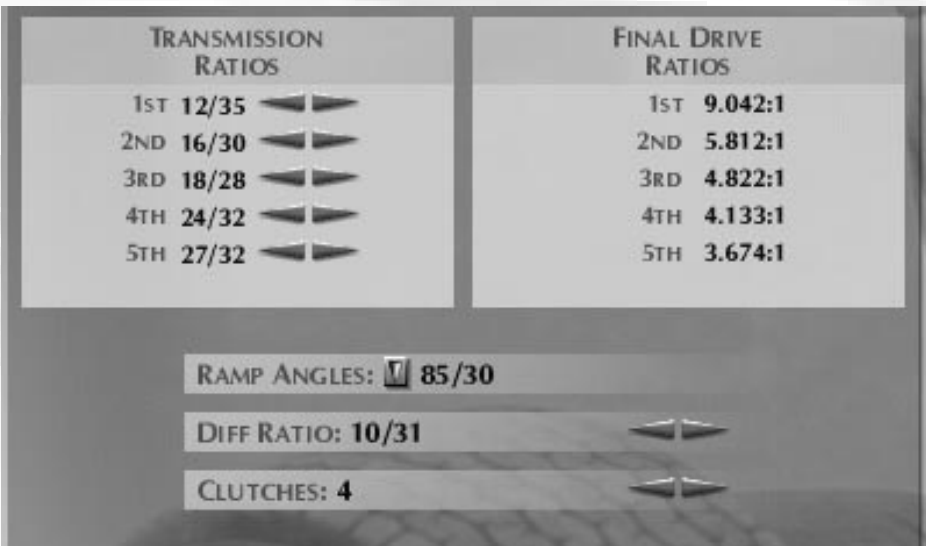 TRANSMISSION
RATIOS
1ST 12/35
2ND 16/30
3RD 18/28
4TH 24/32
5TH 27/32
FINAL DRIVE
RATIOS
1ST 9.042:1
2ND 5.812:1
3RD 4.822:1
4TH 4.133:1
5TH 3.674:1
RAMP ANGLES: 85/30
DIFF RATIO: 10/31
CLUTCHES: 4